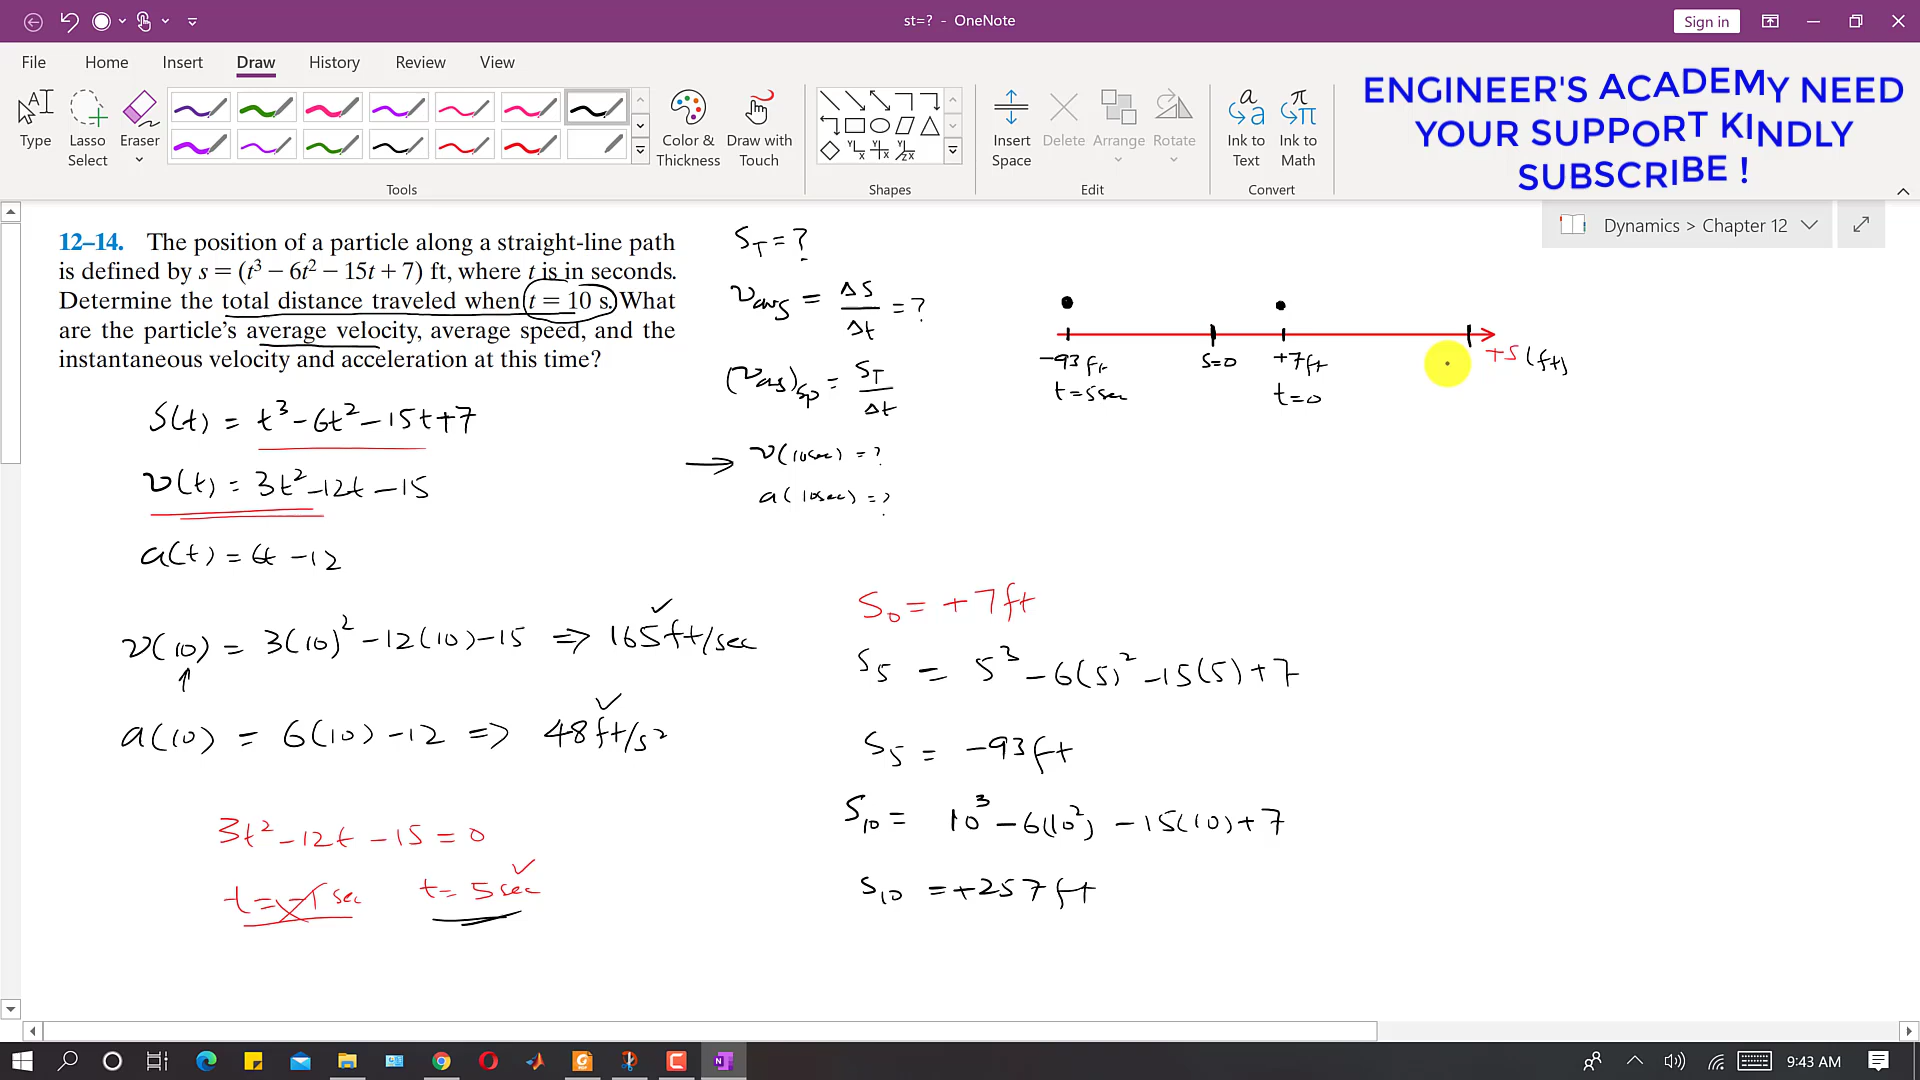 st=? - OneNote
Sign in
File Home Insert Draw History View
Type
Lasso Select
Eraser
Color & Thickness
Draw with Touch
Insert Space
Delete
Arrange
Rotate
Ink to Text
Ink to Math
Tools
Shapes
Edit
Convert
ENGINEER'S ACADEMY NEED
YOUR SUPPORT KINDLY
SUBSCRIBE !
Dynamics > Chapter 12
12–14. The position of a particle along a straight-line path
is defined by s = (t³ − 6t² − 15t + 7) ft, where t is in seconds.
Determine the total distance traveled when t = 10 s. What
are the particle's average velocity, average speed, and the
instantaneous velocity and acceleration at this time?
S(t) = t³ - 6t² - 15t + 7
v(t) = 3t² - 12t - 15
a(t) = 6t - 12
v(10) = 3(10)² - 12(10) - 15 => 165 ft/sec
a(10) = 6(10) - 12 => 48 ft/s²
3t² - 12t - 15 = 0
t = -1 sec t = 5 sec
S_T = ?
v_avg = ΔS/Δt = ?
(v_avg)_sp = S_T/Δt
v(10sec) = ?
a(10sec) = ?
-93 ft S=0 +7ft +S (ft)
t=5sec t=0
S₀ = +7ft
S₅ = 5³ - 6(5)² - 15(5) + 7
S₅ = -93 ft
S₁₀ = 10³ - 6(10²) - 15(10) + 7
S₁₀ = +257 ft
9:43 AM